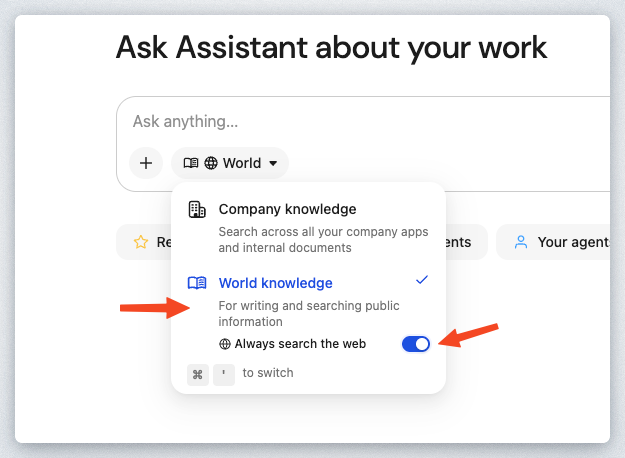 Ask Assistant about your work
Ask anything...
World
Company knowledge
Search across all your company apps
and internal documents
World knowledge
For writing and searching public
information
Always search the web
⌘ ' to switch
Re
ents
Your agent